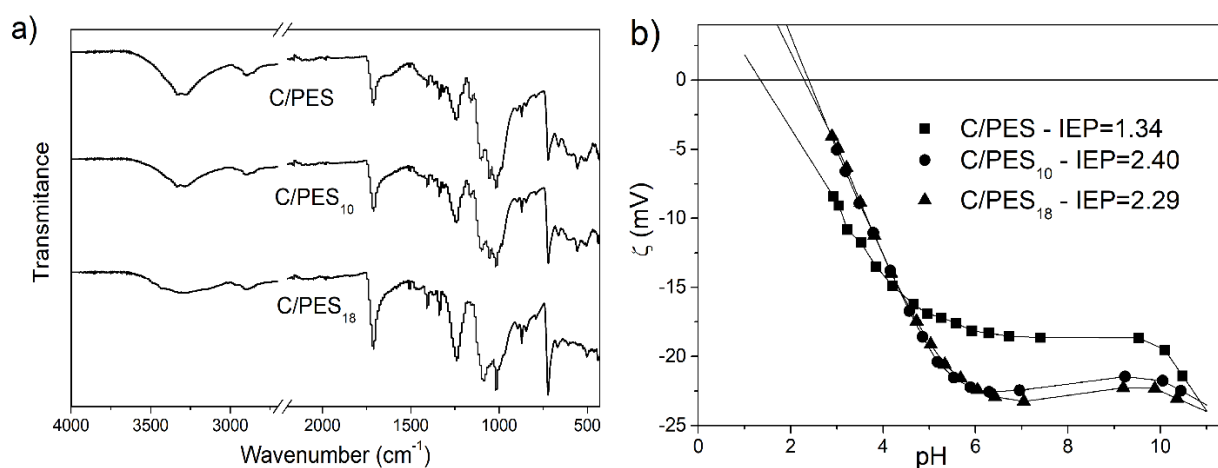 a)
Transmitance
C/PES
C/PES₁₀
C/PES₁₈
4000 3500 3000 2000 1500 1000 500
Wavenumber (cm⁻¹)
b)
ζ (mV)
0
-5
-10
-15
-20
-25
C/PES - IEP=1.34
C/PES₁₀ - IEP=2.40
C/PES₁₈ - IEP=2.29
0 2 4 6 8 10
pH